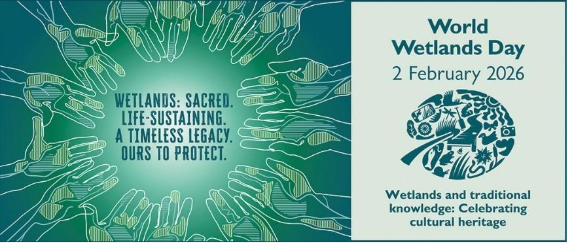 WETLANDS: SACRED.
LIFE-SUSTAINING.
A TIMELESS LEGACY.
OURS TO PROTECT.
World
Wetlands Day
2 February 2026
Wetlands and traditional
knowledge: Celebrating
cultural heritage